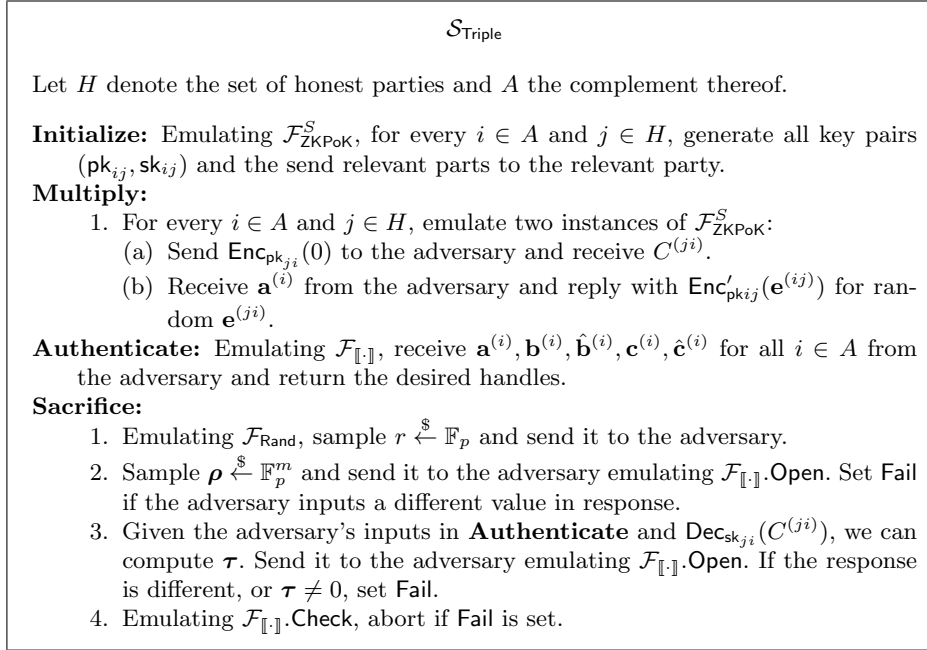 𝒮_Triple
Let H denote the set of honest parties and A the complement thereof.
Initialize: Emulating ℱ^S_ZKPoK, for every i ∈ A and j ∈ H, generate all key pairs
(pk_ij, sk_ij) and the send relevant parts to the relevant party.
Multiply:
1. For every i ∈ A and j ∈ H, emulate two instances of ℱ^S_ZKPoK:
(a) Send Enc_pk_ji(0) to the adversary and receive C^(ji).
(b) Receive a^(i) from the adversary and reply with Enc′_pkij(e^(ij)) for ran-
dom e^(ji).
Authenticate: Emulating ℱ_⟦·⟧, receive a^(i), b^(i), b̂^(i), c^(i), ĉ^(i) for all i ∈ A from
the adversary and return the desired handles.
Sacrifice:
1. Emulating ℱ_Rand, sample r ←$ 𝔽_p and send it to the adversary.
2. Sample ρ ←$ 𝔽_p^m and send it to the adversary emulating ℱ_⟦·⟧.Open. Set Fail
if the adversary inputs a different value in response.
3. Given the adversary's inputs in Authenticate and Dec_sk_ji(C^(ji)), we can
compute τ. Send it to the adversary emulating ℱ_⟦·⟧.Open. If the response
is different, or τ ≠ 0, set Fail.
4. Emulating ℱ_⟦·⟧.Check, abort if Fail is set.